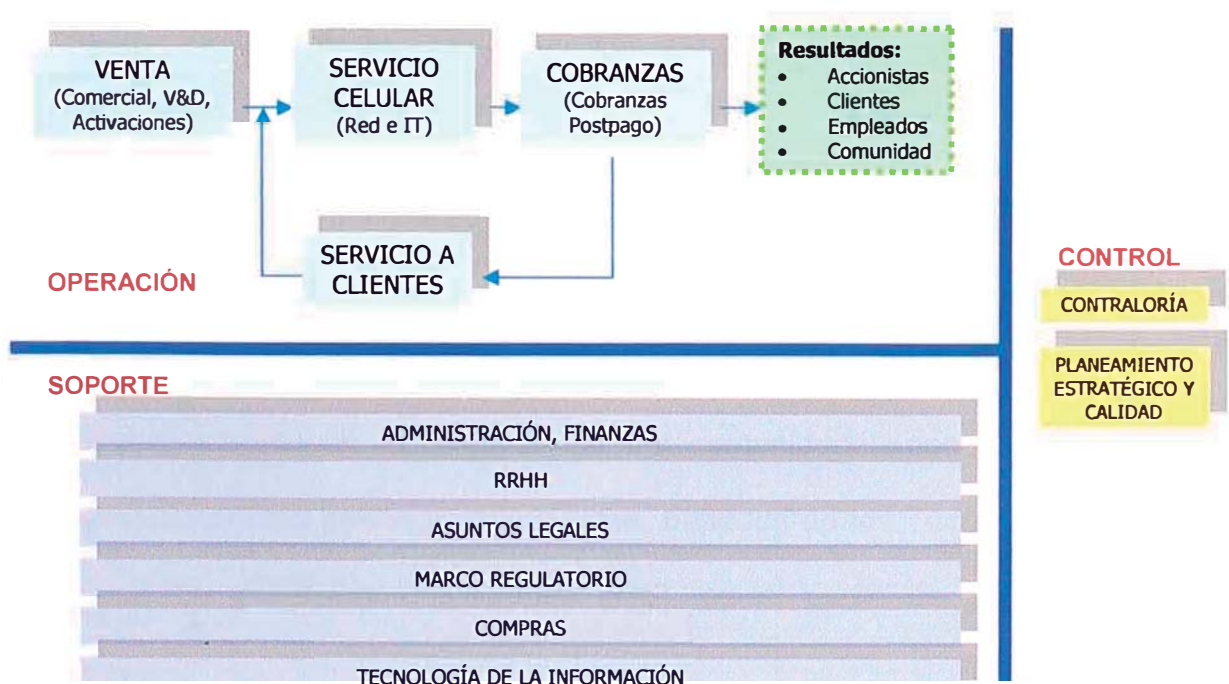 VENTA
(Comercial, V&D,
Activaciones)
SERVICIO
CELULAR
(Red e IT)
COBRANZAS
(Cobranzas
Postpago)
Resultados:
• Accionistas
• Clientes
• Empleados
• Comunidad
SERVICIO A
CLIENTES
OPERACIÓN
CONTROL
CONTRALORÍA
PLANEAMIENTO
ESTRATÉGICO Y
CALIDAD
SOPORTE
ADMINISTRACIÓN, FINANZAS
RRHH
ASUNTOS LEGALES
MARCO REGULATORIO
COMPRAS
TECNOLOGÍA DE LA INFORMACIÓN